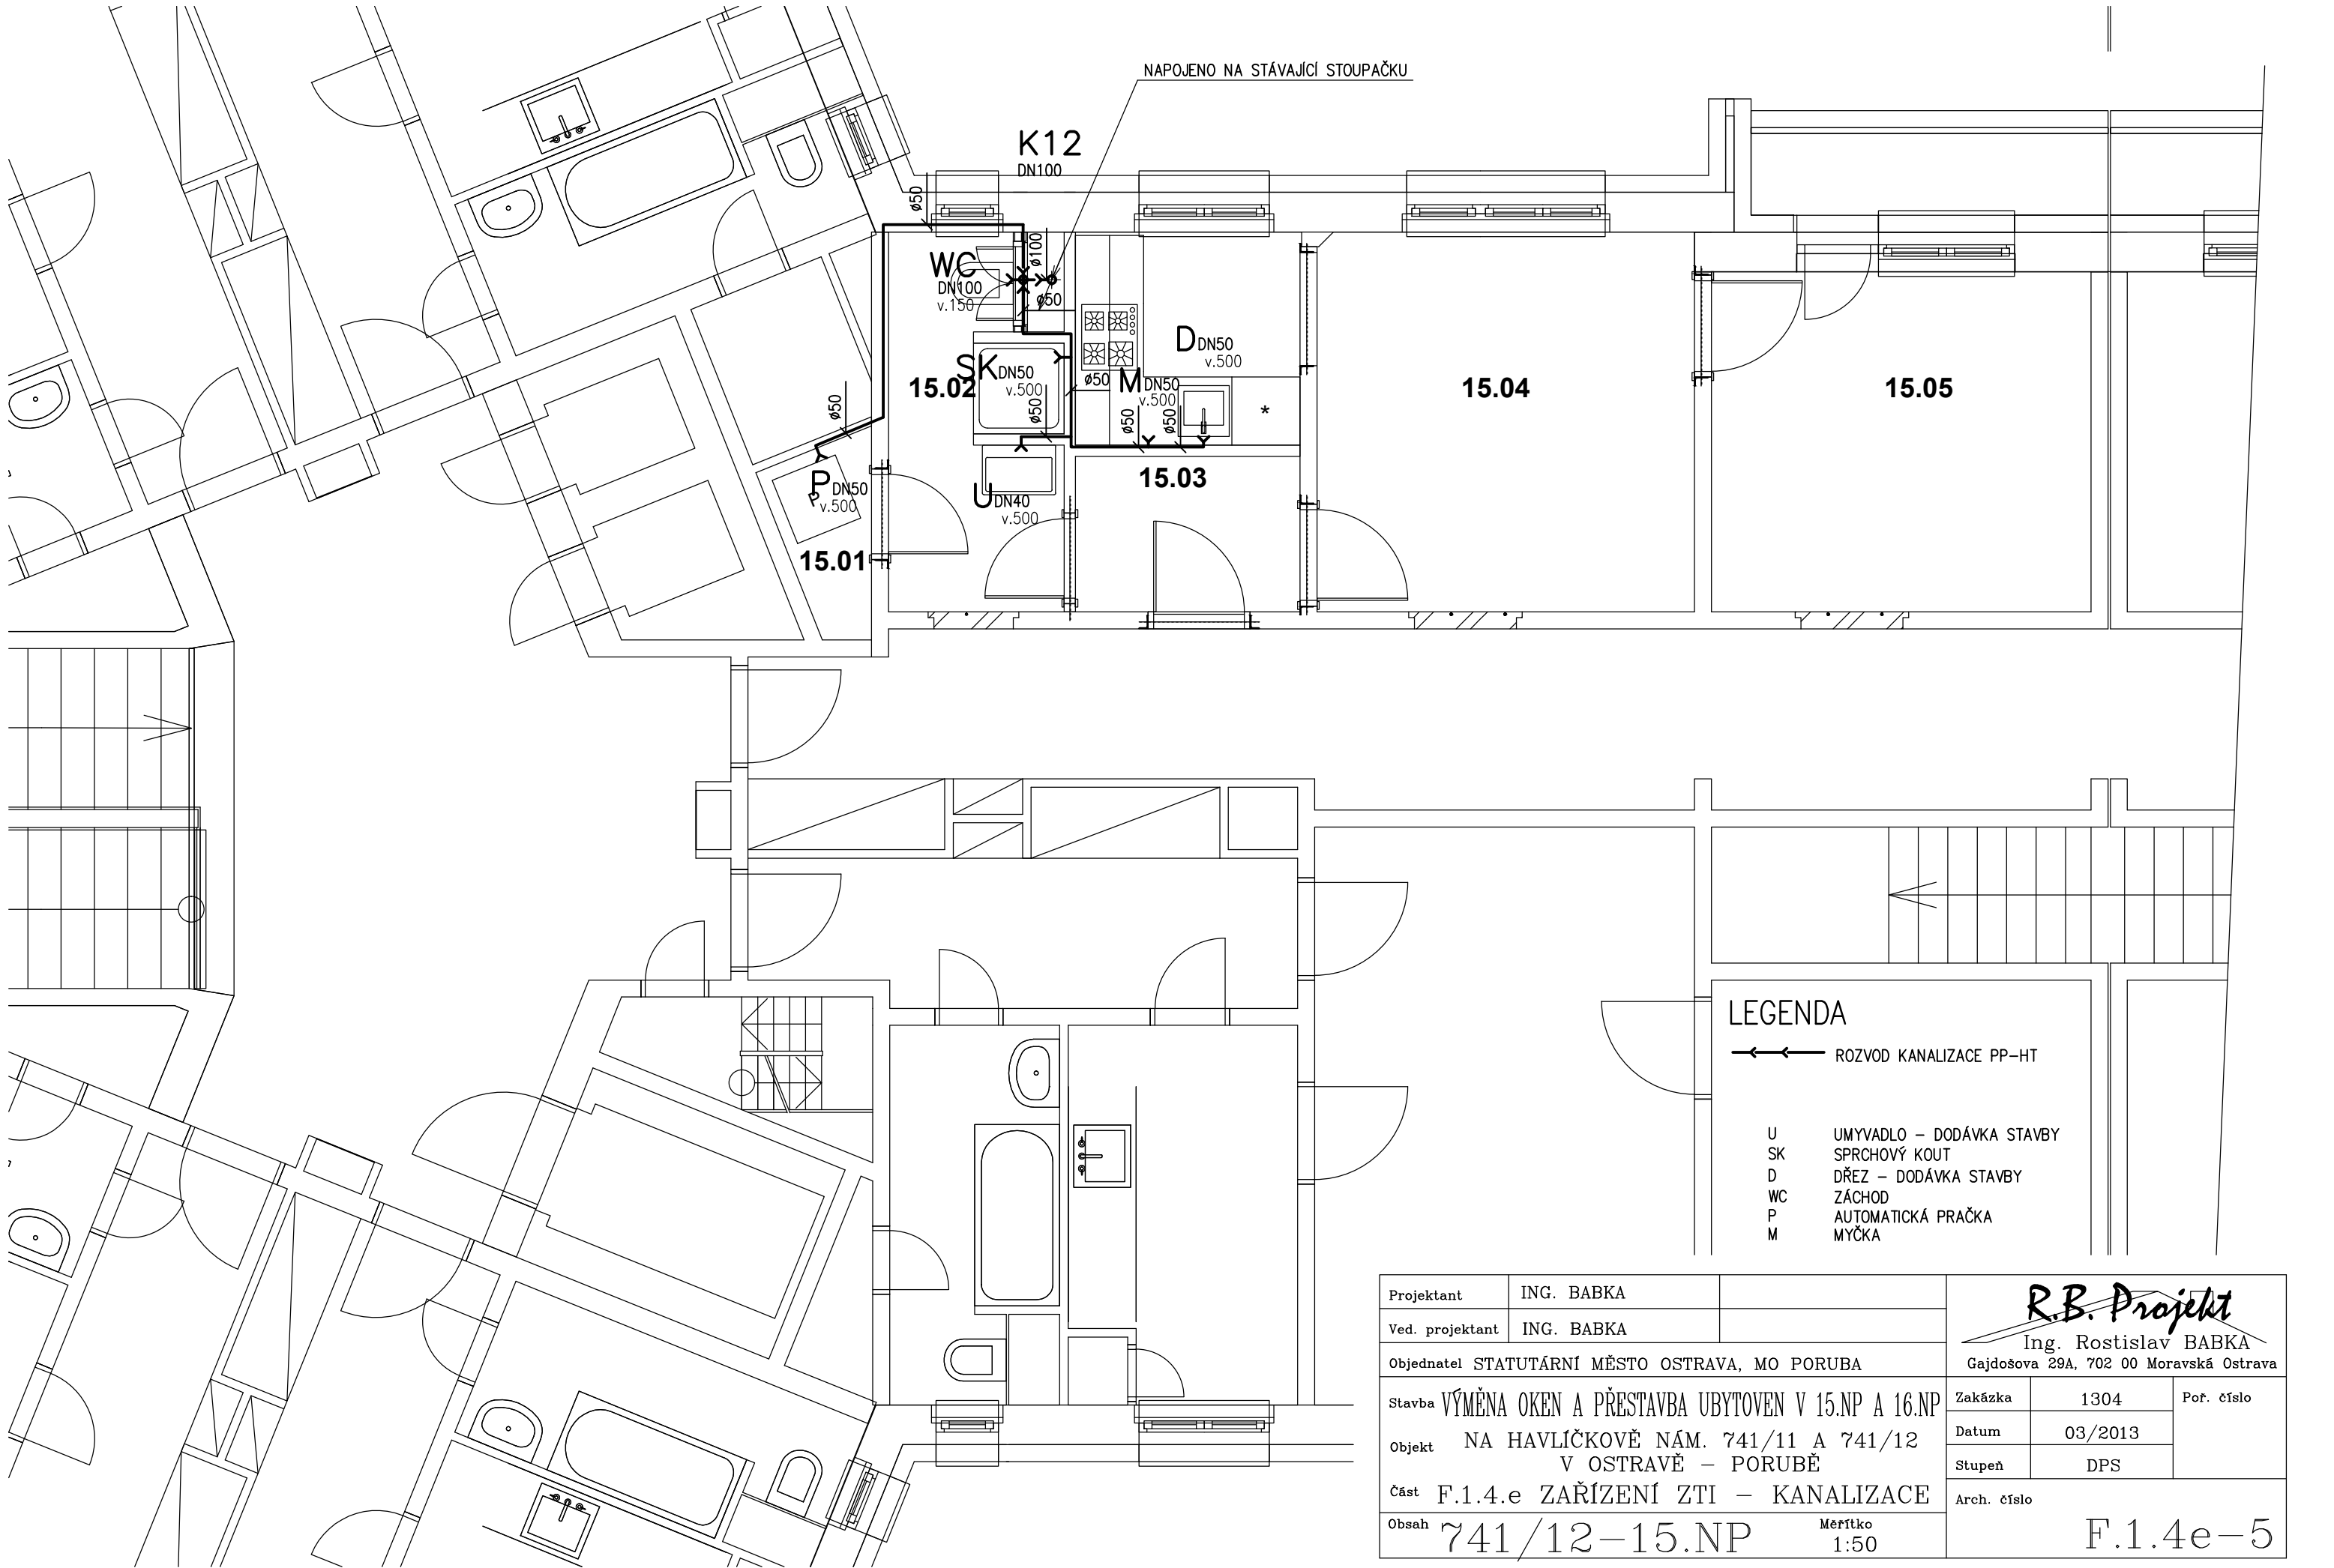 NAPOJENO NA STÁVAJÍCÍ STOUPAČKU
K12
DN100
ø50
ø100
WC
DN100
v.150
ø50
D DN50
v.500
SK DN50
v.500
15.02
ø50
M DN50
v.500
ø50
ø50
ø50
*
15.04
15.05
ø50
P DN50
P v.500
U DN40
v.500
15.03
15.01
LEGENDA
ROZVOD KANALIZACE PP-HT
U UMYVADLO – DODÁVKA STAVBY
SK SPRCHOVÝ KOUT
D DŘEZ – DODÁVKA STAVBY
WC ZÁCHOD
P AUTOMATICKÁ PRAČKA
M MYČKA
Projektant ING. BABKA
Ved. projektant ING. BABKA
Objednatel STATUTÁRNÍ MĚSTO OSTRAVA, MO PORUBA
Stavba VÝMĚNA OKEN A PŘESTAVBA UBYTOVEN V 15.NP A 16.NP
Objekt NA HAVLÍČKOVĚ NÁM. 741/11 A 741/12
V OSTRAVĚ – PORUBĚ
Část F.1.4.e ZAŘÍZENÍ ZTI – KANALIZACE
Obsah 741/12-15.NP
Měřítko
1:50
R.B. Projekt
Ing. Rostislav BABKA
Gajdošova 29A, 702 00 Moravská Ostrava
Zakázka 1304 Poř. číslo
Datum 03/2013
Stupeň DPS
Arch. číslo
F.1.4e-5